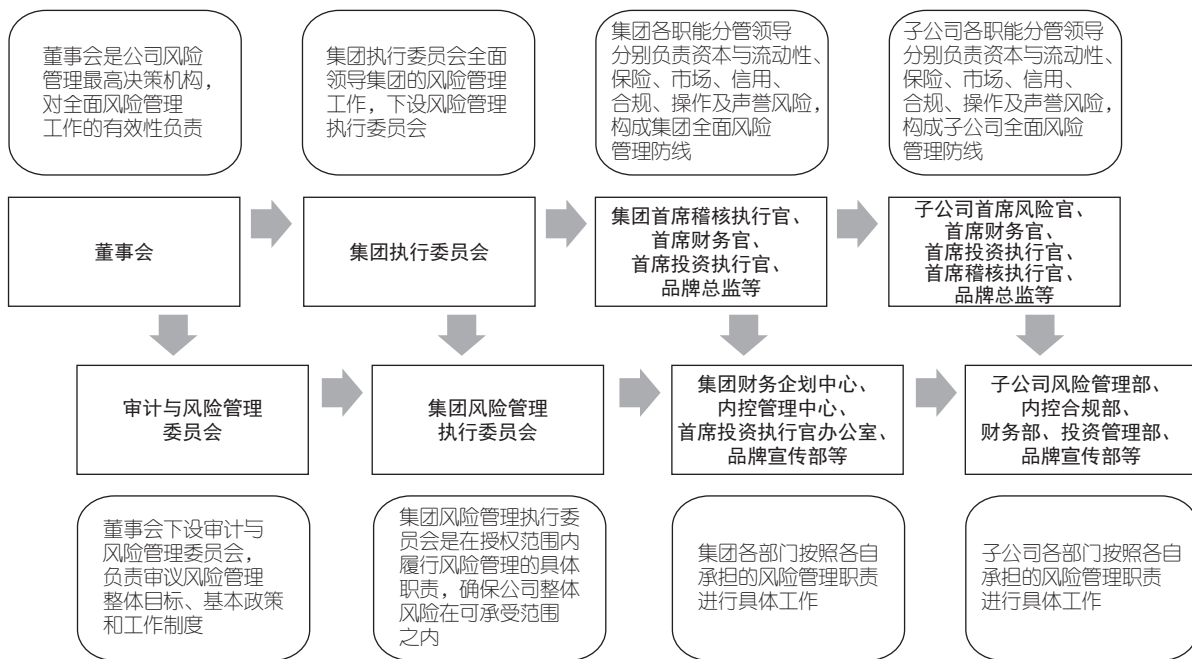 董事会是公司风险
管理最高决策机构，
对全面风险管理
工作的有效性负责
集团执行委员会全面
领导集团的风险管理
工作，下设风险管理
执行委员会
集团各职能分管领导
分别负责资本与流动性、
保险、市场、信用、
合规、操作及声誉风险，
构成集团全面风险
管理防线
子公司各职能分管领导
分别负责资本与流动性、
保险、市场、信用、
合规、操作及声誉风险，
构成子公司全面风险
管理防线
董事会
集团执行委员会
集团首席稽核执行官、
首席财务官、
首席投资执行官、
品牌总监等
子公司首席风险官、
首席财务官、
首席投资执行官、
首席稽核执行官、
品牌总监等
审计与风险管理
委员会
集团风险管理
执行委员会
集团财务企划中心、
内控管理中心、
首席投资执行官办公室、
品牌宣传部等
子公司风险管理部、
内控合规部、
财务部、投资管理部、
品牌宣传部等
董事会下设审计与
风险管理委员会，
负责审议风险管理
整体目标、基本政策
和工作制度
集团风险管理执行委
员会是在授权范围内
履行风险管理的具体
职责，确保公司整体
风险在可承受范围
之内
集团各部门按照各自
承担的风险管理职责
进行具体工作
子公司各部门按照各自
承担的风险管理职责
进行具体工作